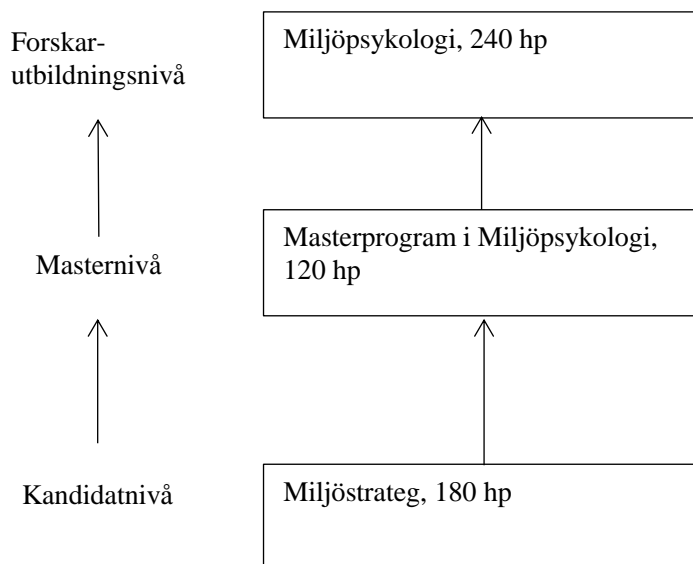 Forskar-
utbildningsnivå
Miljöpsykologi, 240 hp
Masternivå
Masterprogram i Miljöpsykologi,
120 hp
Kandidatnivå
Miljöstrateg, 180 hp